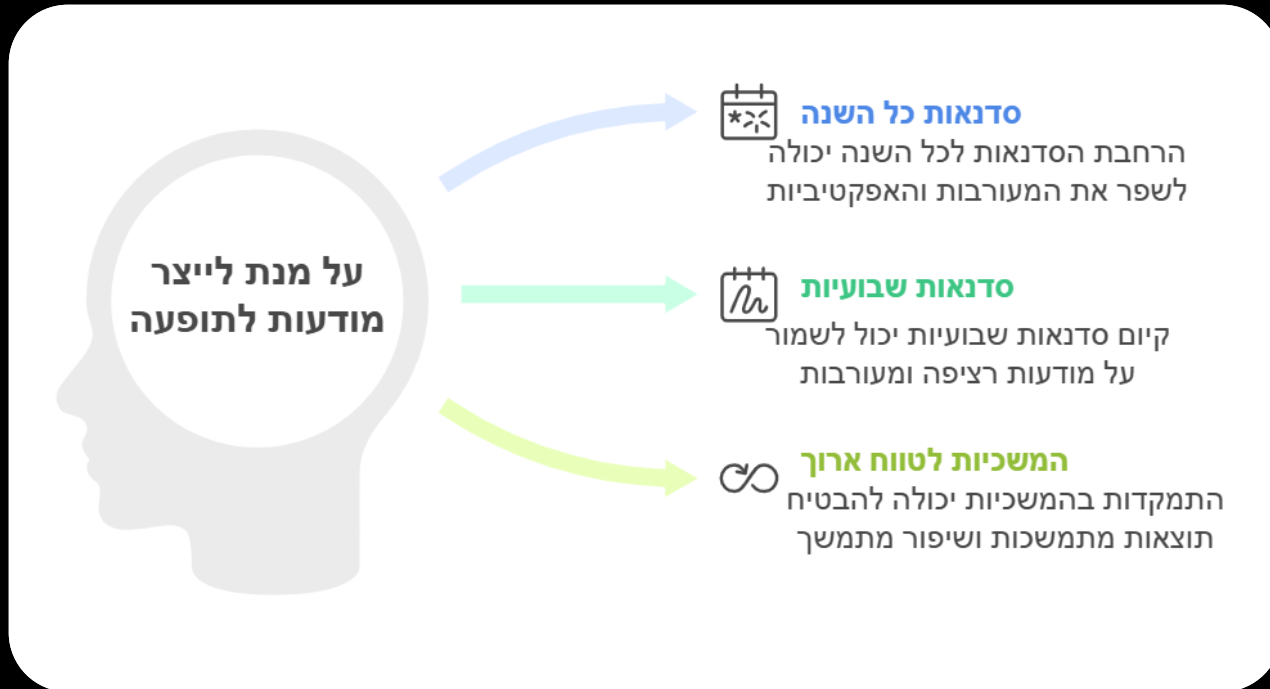 על מנת לייצר
מודעות לתופעה
סדנאות כל השנה
הרחבת הסדנאות לכל השנה יכולה
לשפר את המעורבות והאפקטיביות
סדנאות שבועיות
קיום סדנאות שבועיות יכול לשמור
על מודעות רציפה ומעורבות
המשכיות לטווח ארוך
התמקדות בהמשכיות יכולה להבטיח
תוצאות מתמשכות ושיפור מתמשך